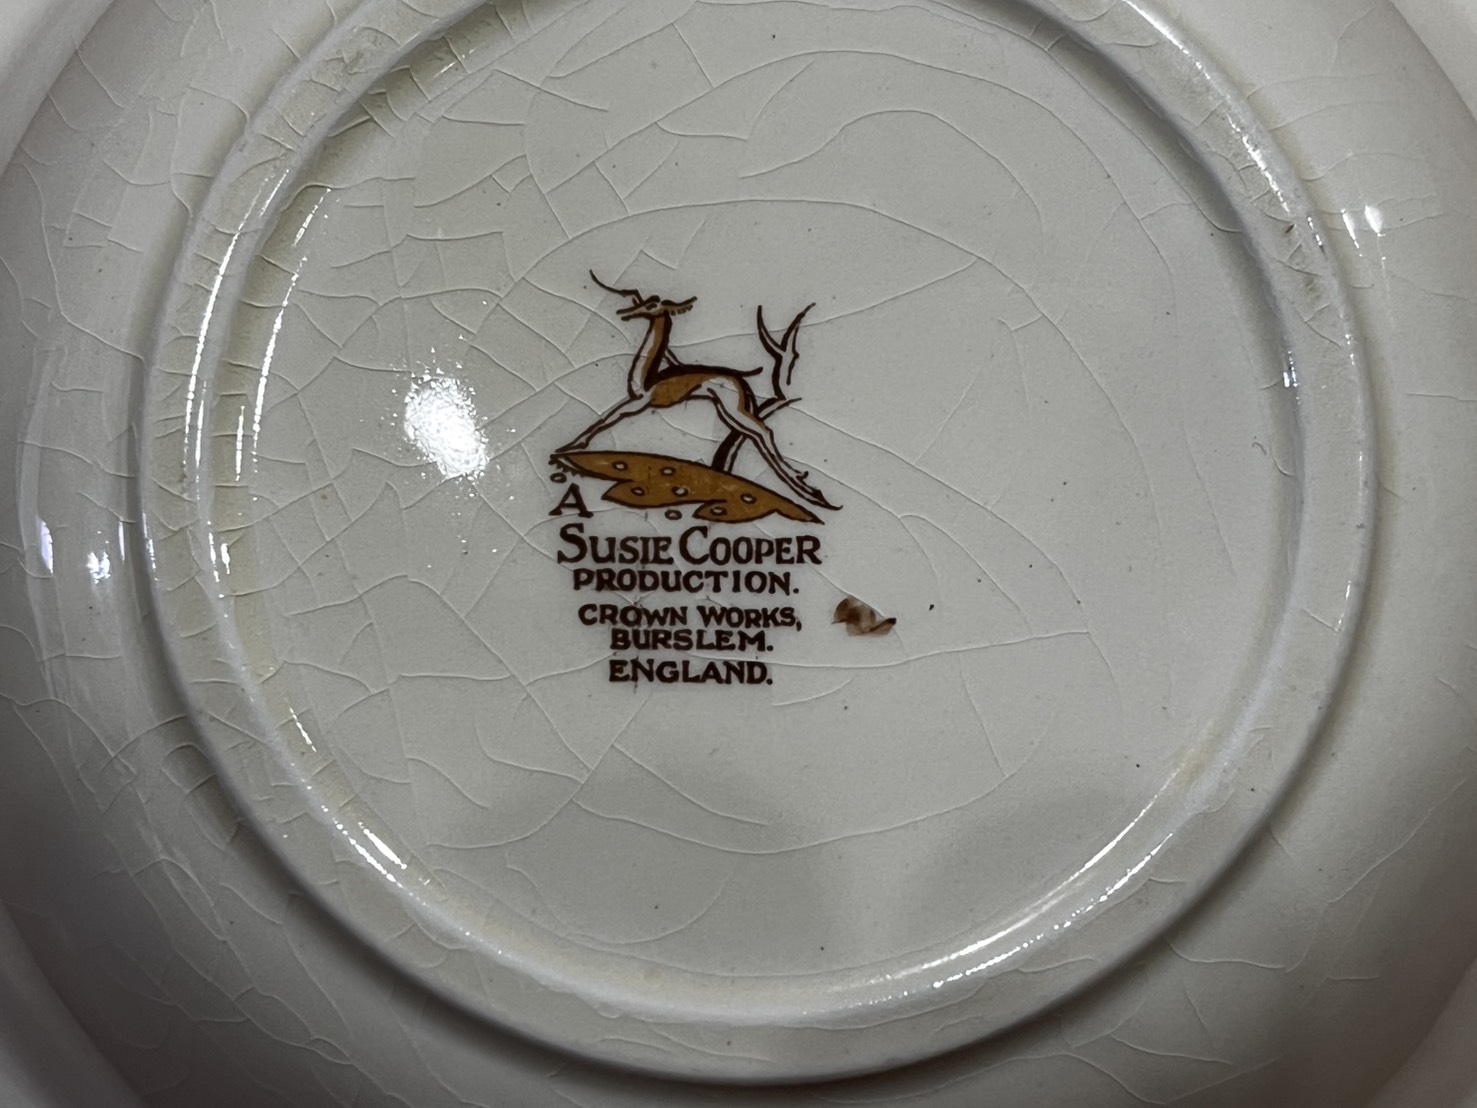 A
SUSIE COOPER
PRODUCTION.
CROWN WORKS,
BURSLEM.
ENGLAND.